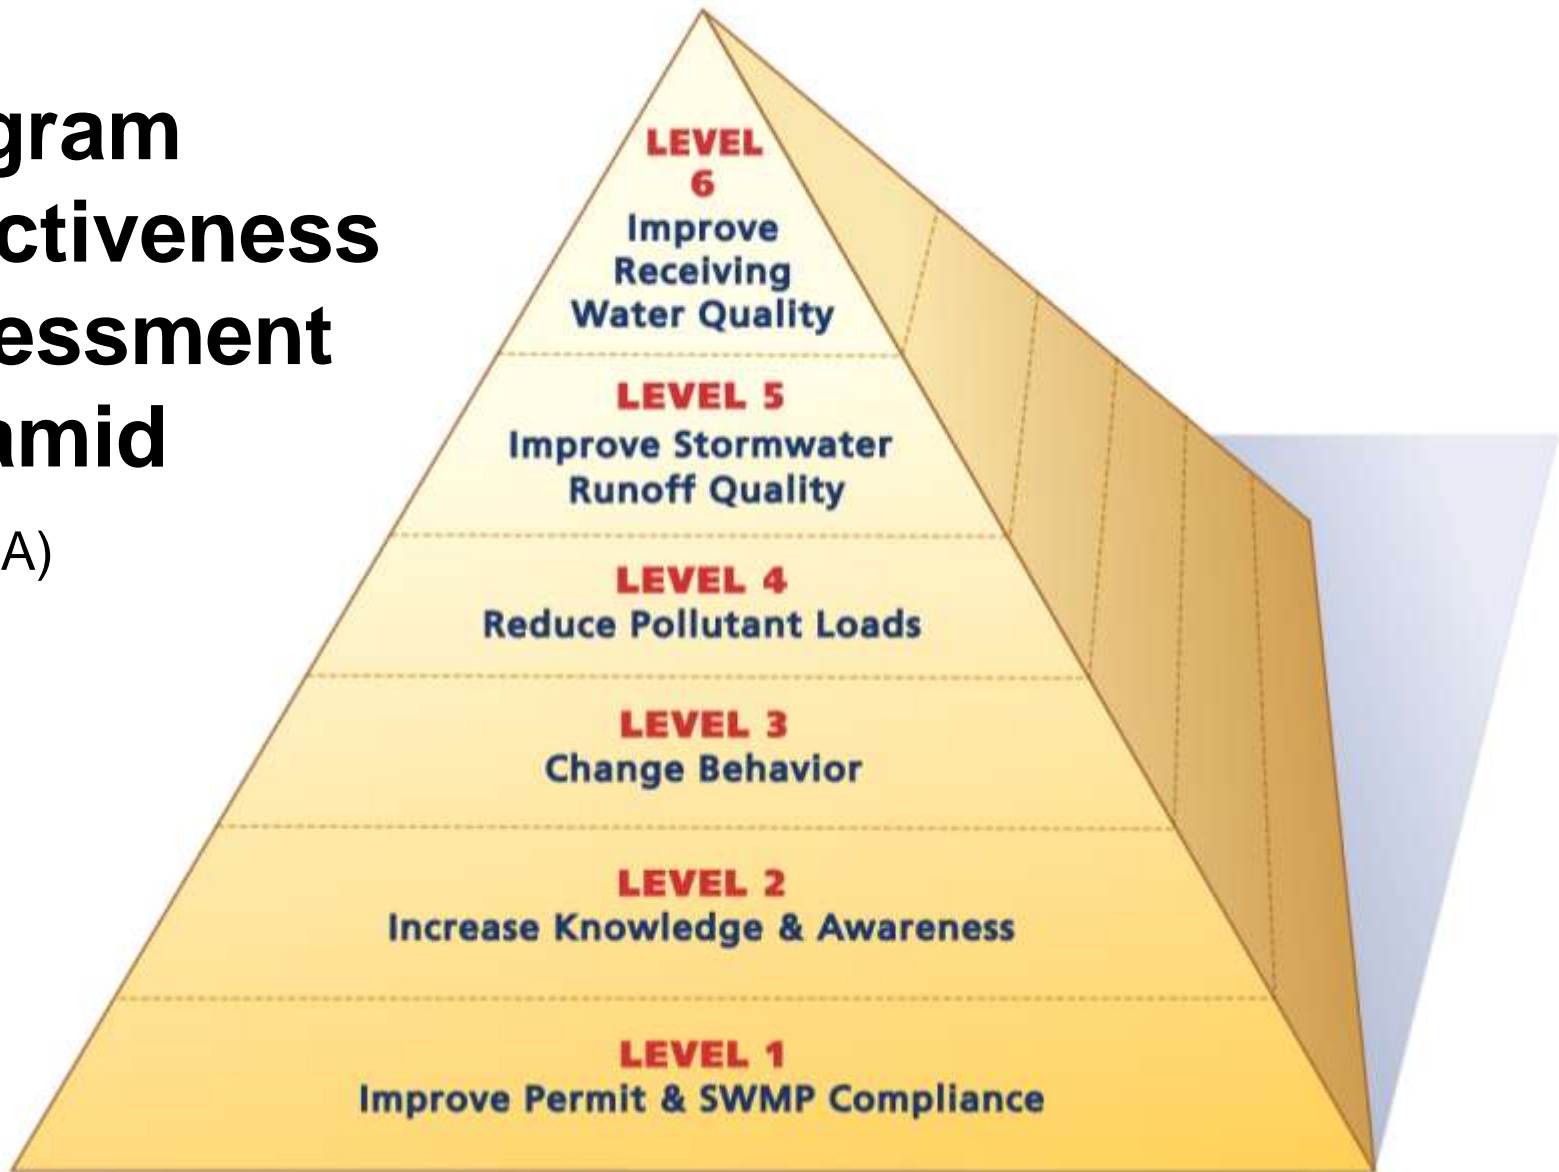 gram
ctiveness
essment
amid
A)
LEVEL
6
Improve
Receiving
Water Quality
LEVEL 5
Improve Stormwater
Runoff Quality
LEVEL 4
Reduce Pollutant Loads
LEVEL 3
Change Behavior
LEVEL 2
Increase Knowledge & Awareness
LEVEL 1
Improve Permit & SWMP Compliance